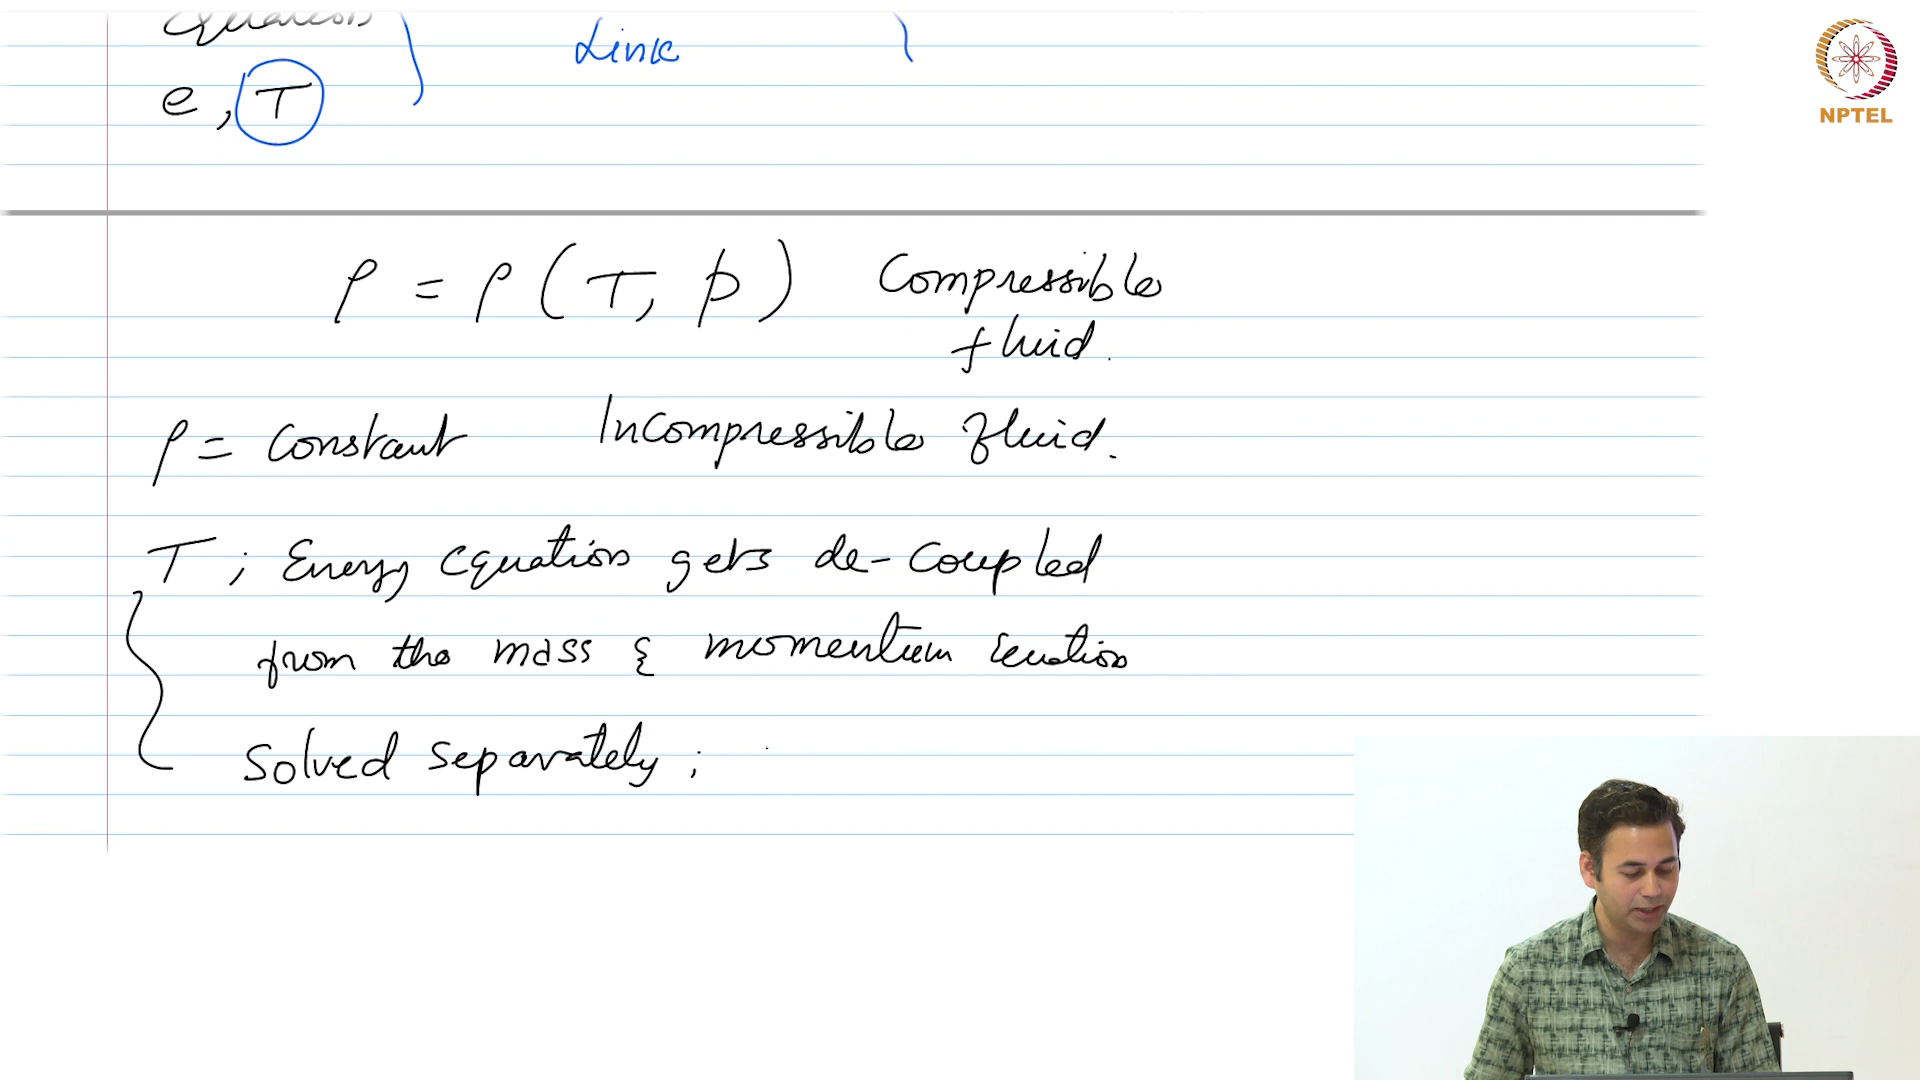 Equations
Link
e, T
NPTEL
ρ = ρ (T, p) Compressible
fluid.
ρ = Constant Incompressible fluid.
T ; Energy equation gets de-coupled
from the mass & momentum equation
Solved separately ;